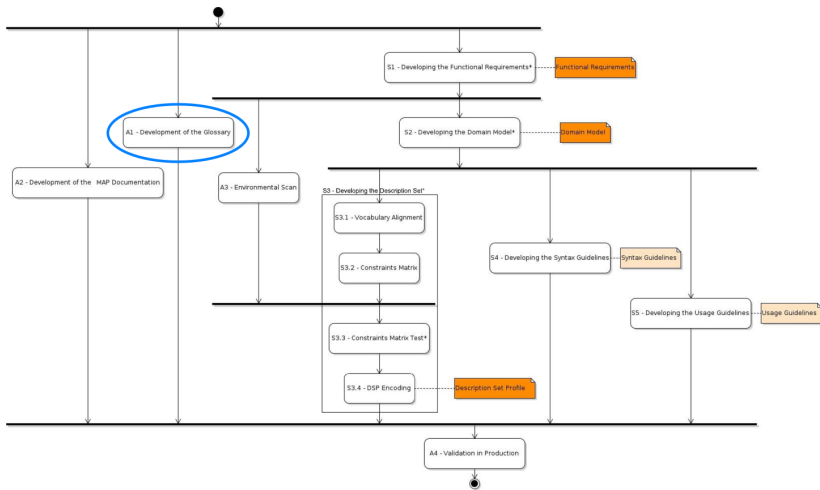 S1 - Developing the Functional Requirements*
Functional Requirements
A1 - Development of the Glossary
S2 - Developing the Domain Model*
Domain Model
A2 - Development of the MAP Documentation
A3 - Environmental Scan
S3 - Developing the Description Set*
S3.1 - Vocabulary Alignment
S3.2 - Constraints Matrix
S4 - Developing the Syntax Guidelines
Syntax Guidelines
S5 - Developing the Usage Guidelines
Usage Guidelines
S3.3 - Constraints Matrix Test*
S3.4 - DSP Encoding
Description Set Profile
A4 - Validation in Production